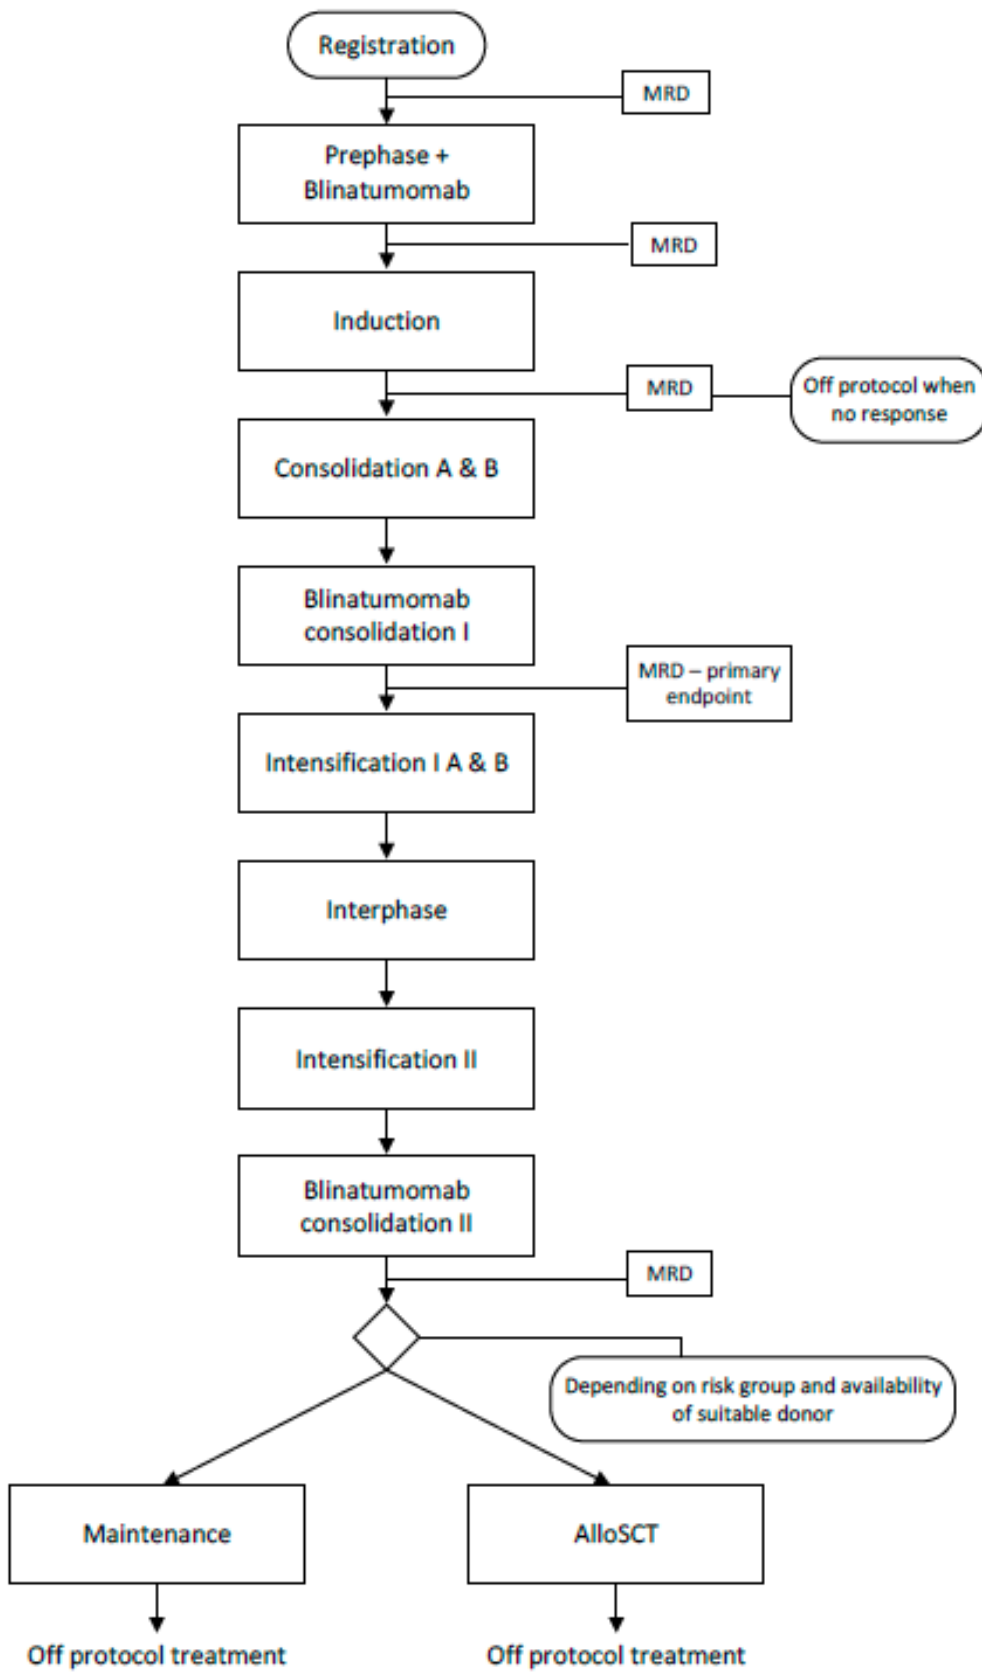 Registration
MRD
Prephase +
Blinatumomab
MRD
Induction
MRD
Off protocol when
no response
Consolidation A & B
Blinatumomab
consolidation I
MRD – primary
endpoint
Intensification I A & B
Interphase
Intensification II
Blinatumomab
consolidation II
MRD
Depending on risk group and availability
of suitable donor
Maintenance
AlloSCT
Off protocol treatment
Off protocol treatment